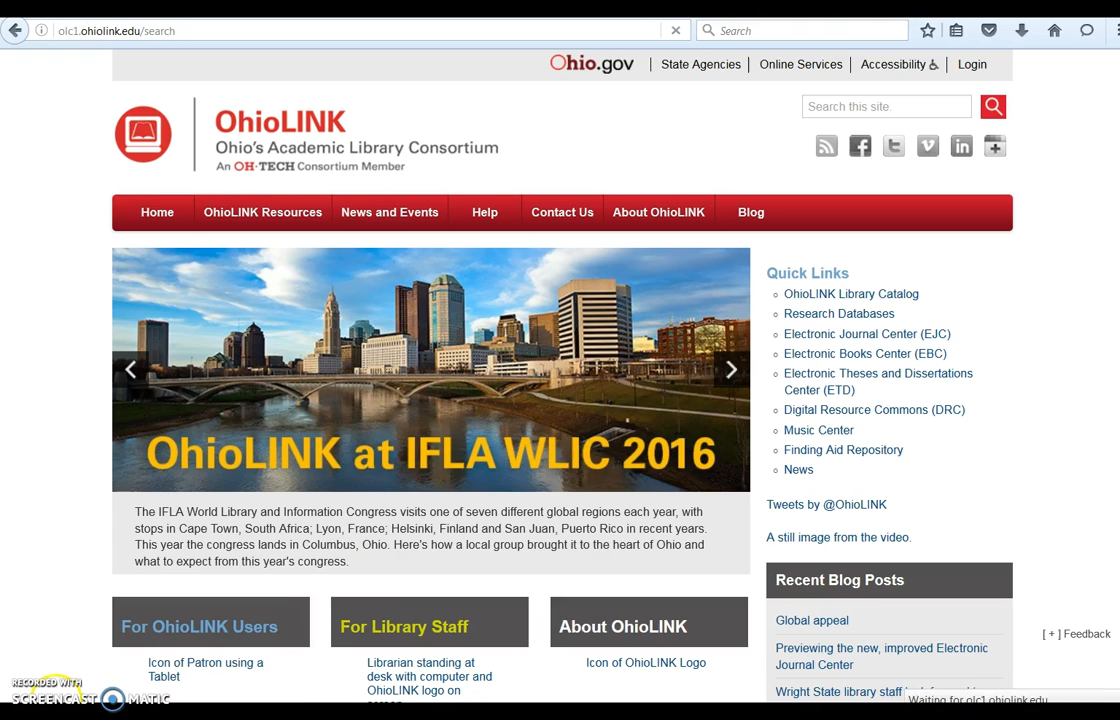 olc1.ohiolink.edu/search
Search
Ohio.gov
State Agencies
Online Services
Accessibility
Login
OhioLINK
Ohio's Academic Library Consortium
An OH·TECH Consortium Member
Search this site.
Home
OhioLINK Resources
News and Events
Help
Contact Us
About OhioLINK
Blog
OhioLINK at IFLA WLIC 2016
The IFLA World Library and Information Congress visits one of seven different global regions each year, with
stops in Cape Town, South Africa; Lyon, France; Helsinki, Finland and San Juan, Puerto Rico in recent years.
This year the congress lands in Columbus, Ohio. Here's how a local group brought it to the heart of Ohio and
what to expect from this year's congress.
Quick Links
OhioLINK Library Catalog
Research Databases
Electronic Journal Center (EJC)
Electronic Books Center (EBC)
Electronic Theses and Dissertations
Center (ETD)
Digital Resource Commons (DRC)
Music Center
Finding Aid Repository
News
Tweets by @OhioLINK
A still image from the video.
Recent Blog Posts
Global appeal
Previewing the new, improved Electronic
Journal Center
Wright State library staff
[ + ] Feedback
For OhioLINK Users
Icon of Patron using a
Tablet
For Library Staff
Librarian standing at
desk with computer and
OhioLINK logo on
About OhioLINK
Icon of OhioLINK Logo
RECORDED WITH
SCREENCAST MATIC
Waiting for olc1.ohiolink.edu